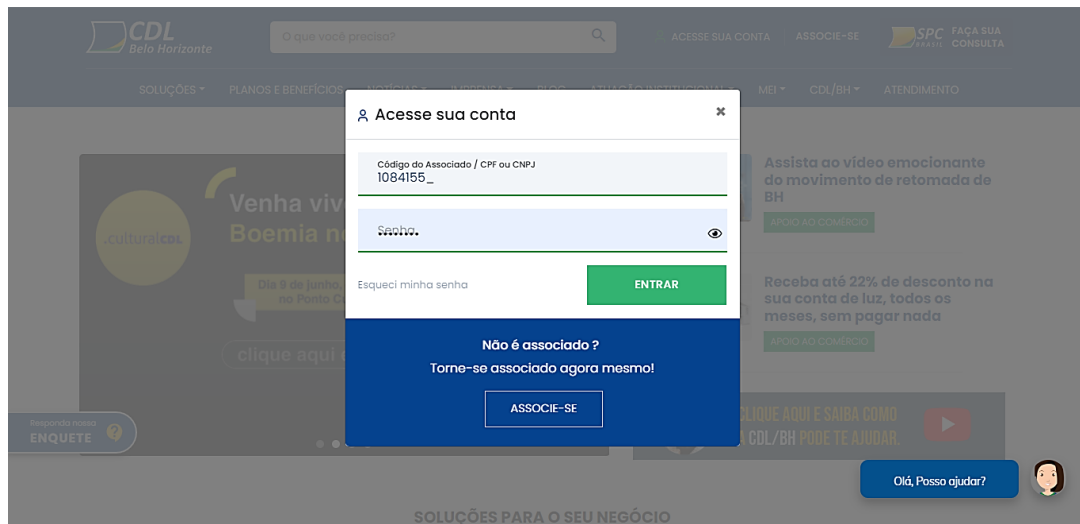 CDL
Belo Horizonte
O que você precisa?
ACESSE SUA CONTA
ASSOCIE-SE
SPC BRASIL
FAÇA SUA CONSULTA
SOLUÇÕES
PLANOS E BENEFÍCIOS
NOTÍCIAS
IMPRENSA
BLOG
ATUAÇÃO INSTITUCIONAL
MEI
CDL/BH
ATENDIMENTO
Acesse sua conta
Código do Associado / CPF ou CNPJ
1084155_
Senha
Esqueci minha senha
ENTRAR
Não é associado ?
Torne-se associado agora mesmo!
ASSOCIE-SE
.culturalCDL
Venha viv
Boemia n
Dia 9 de junho,
no Ponto C
clique aqui e
Assista ao vídeo emocionante
do movimento de retomada de
BH
APOIO AO COMÉRCIO
Receba até 22% de desconto na
sua conta de luz, todos os
meses, sem pagar nada
APOIO AO COMÉRCIO
CLIQUE AQUI E SAIBA COMO
A CDL/BH PODE TE AJUDAR.
Responda nossa
ENQUETE
Olá, Posso ajudar?
SOLUÇÕES PARA O SEU NEGÓCIO